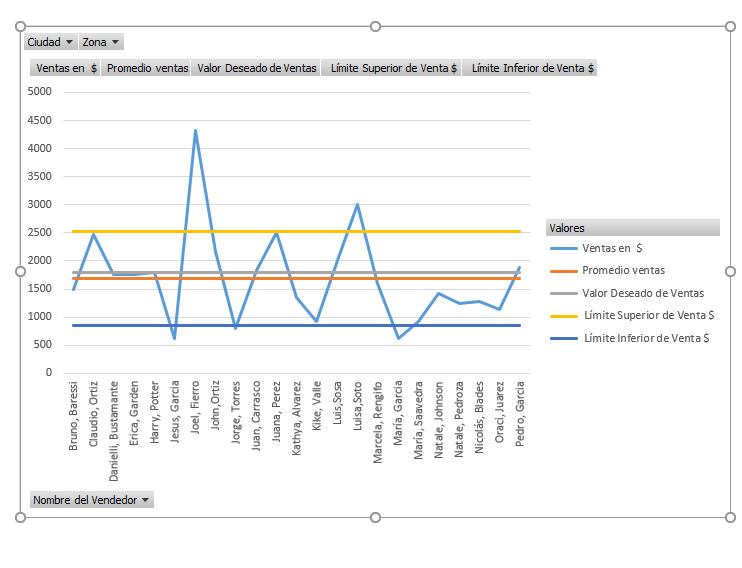 Ciudad Zona
Ventas en $ Promedio ventas Valor Deseado de Ventas Límite Superior de Venta $ Límite Inferior de Venta $
5000
4500
4000
3500
3000
2500
2000
1500
1000
500
0
Bruno, Baressi
Claudio, Ortiz
Danielli, Bustamante
Erica, Garden
Harry, Potter
Jesus, Garcia
Joel, Fierro
John,Ortiz
Jorge, Torres
Juan, Carrasco
Juana, Perez
Kathya, Alvarez
Kike, Valle
Luis,Sosa
Luisa,Soto
Marcela, Rengifo
María, Garcia
María, Saavedra
Natale, Johnson
Natale, Pedroza
Nicolás, Blades
Oraci, Juarez
Pedro, Garcia
Valores
Ventas en $
Promedio ventas
Valor Deseado de Ventas
Límite Superior de Venta $
Límite Inferior de Venta $
Nombre del Vendedor